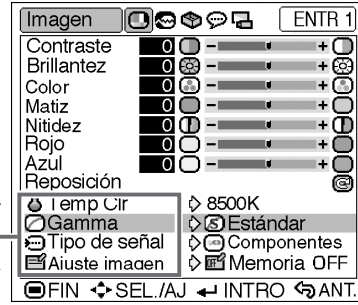 Imagen ENTR 1
Contraste 0 - +
Brillantez 0 - +
Color 0 - +
Matiz 0 - +
Nitidez 0 - +
Rojo 0 - +
Azul 0 - +
Reposición
Temp Clr 8500K
Gamma S Estándar
Tipo de señal Componentes
Ajuste imagen Memoria OFF
FIN SEL./AJ INTRO ANT.